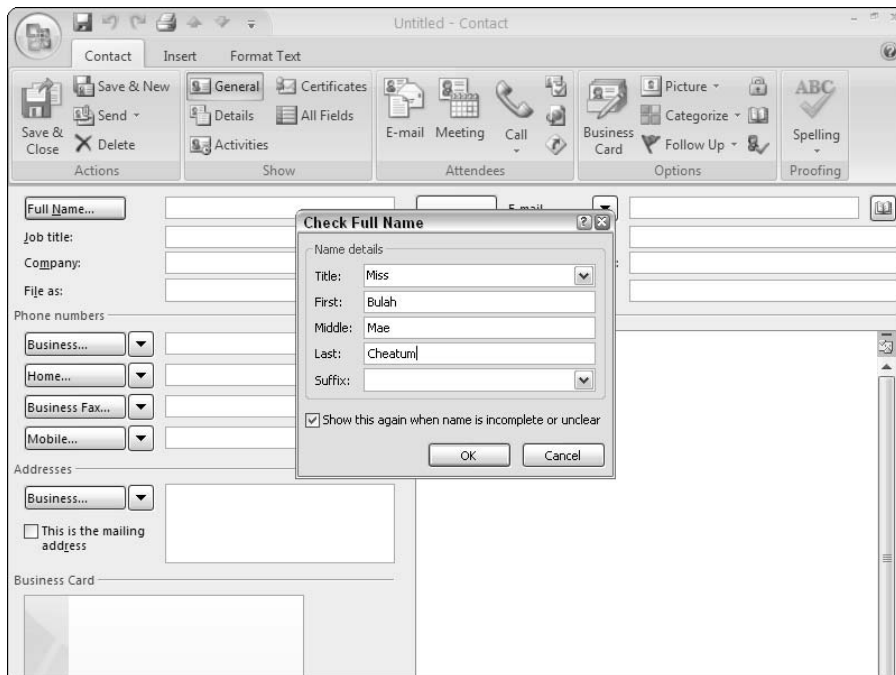 Untitled - Contact
Contact Insert Format Text
Save & Close
Save & New
Send
Delete
Actions
General
Details
Activities
Certificates
All Fields
Show
E-mail
Meeting
Call
Attendees
Business Card
Picture
Categorize
Follow Up
Options
ABC
Spelling
Proofing
Full Name...
Job title:
Company:
File as:
Phone numbers
Business...
Home...
Business Fax...
Mobile...
Addresses
Business...
This is the mailing
address
Business Card
Check Full Name
Name details
Title: Miss
First: Bulah
Middle: Mae
Last: Cheatum
Suffix:
Show this again when name is incomplete or unclear
OK Cancel